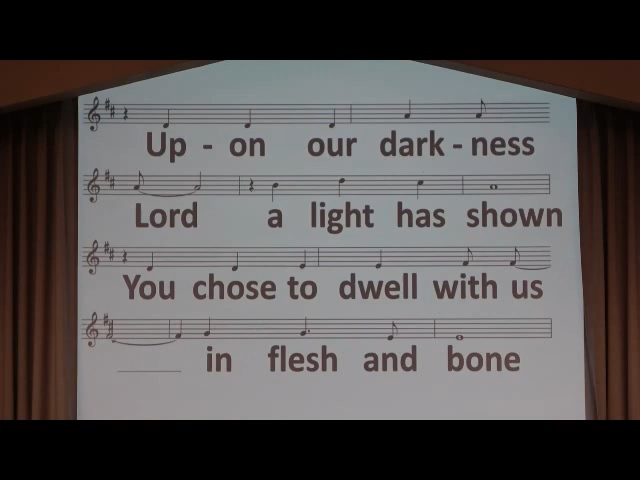 Up - on our dark - ness
Lord a light has shown
You chose to dwell with us
in flesh and bone